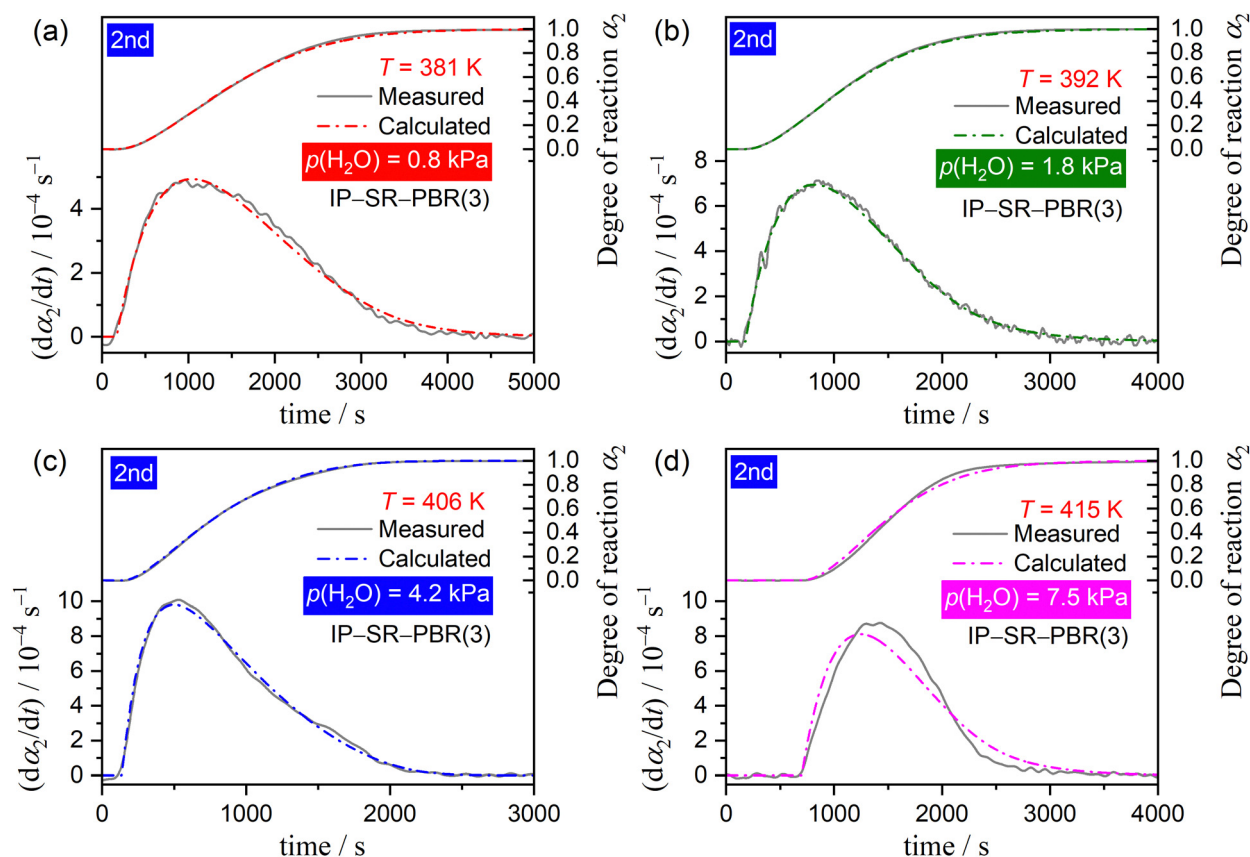 (a)
2nd
T = 381 K
Measured
Calculated
p(H₂O) = 0.8 kPa
IP–SR–PBR(3)
1.0
0.8
0.6
0.4
0.2
0.0
Degree of reaction α₂
4
2
0
(dα₂/dt) / 10⁻⁴ s⁻¹
0 1000 2000 3000 4000 5000
time / s
(b)
2nd
T = 392 K
Measured
Calculated
p(H₂O) = 1.8 kPa
IP–SR–PBR(3)
1.0
0.8
0.6
0.4
0.2
0.0
Degree of reaction α₂
8
6
4
2
0
(dα₂/dt) / 10⁻⁴ s⁻¹
0 1000 2000 3000 4000
time / s
(c)
2nd
T = 406 K
Measured
Calculated
p(H₂O) = 4.2 kPa
IP–SR–PBR(3)
1.0
0.8
0.6
0.4
0.2
0.0
Degree of reaction α₂
10
8
6
4
2
0
(dα₂/dt) / 10⁻⁴ s⁻¹
0 1000 2000 3000
time / s
(d)
2nd
T = 415 K
Measured
Calculated
p(H₂O) = 7.5 kPa
IP–SR–PBR(3)
1.0
0.8
0.6
0.4
0.2
0.0
Degree of reaction α₂
10
8
6
4
2
0
(dα₂/dt) / 10⁻⁴ s⁻¹
0 1000 2000 3000 4000
time / s